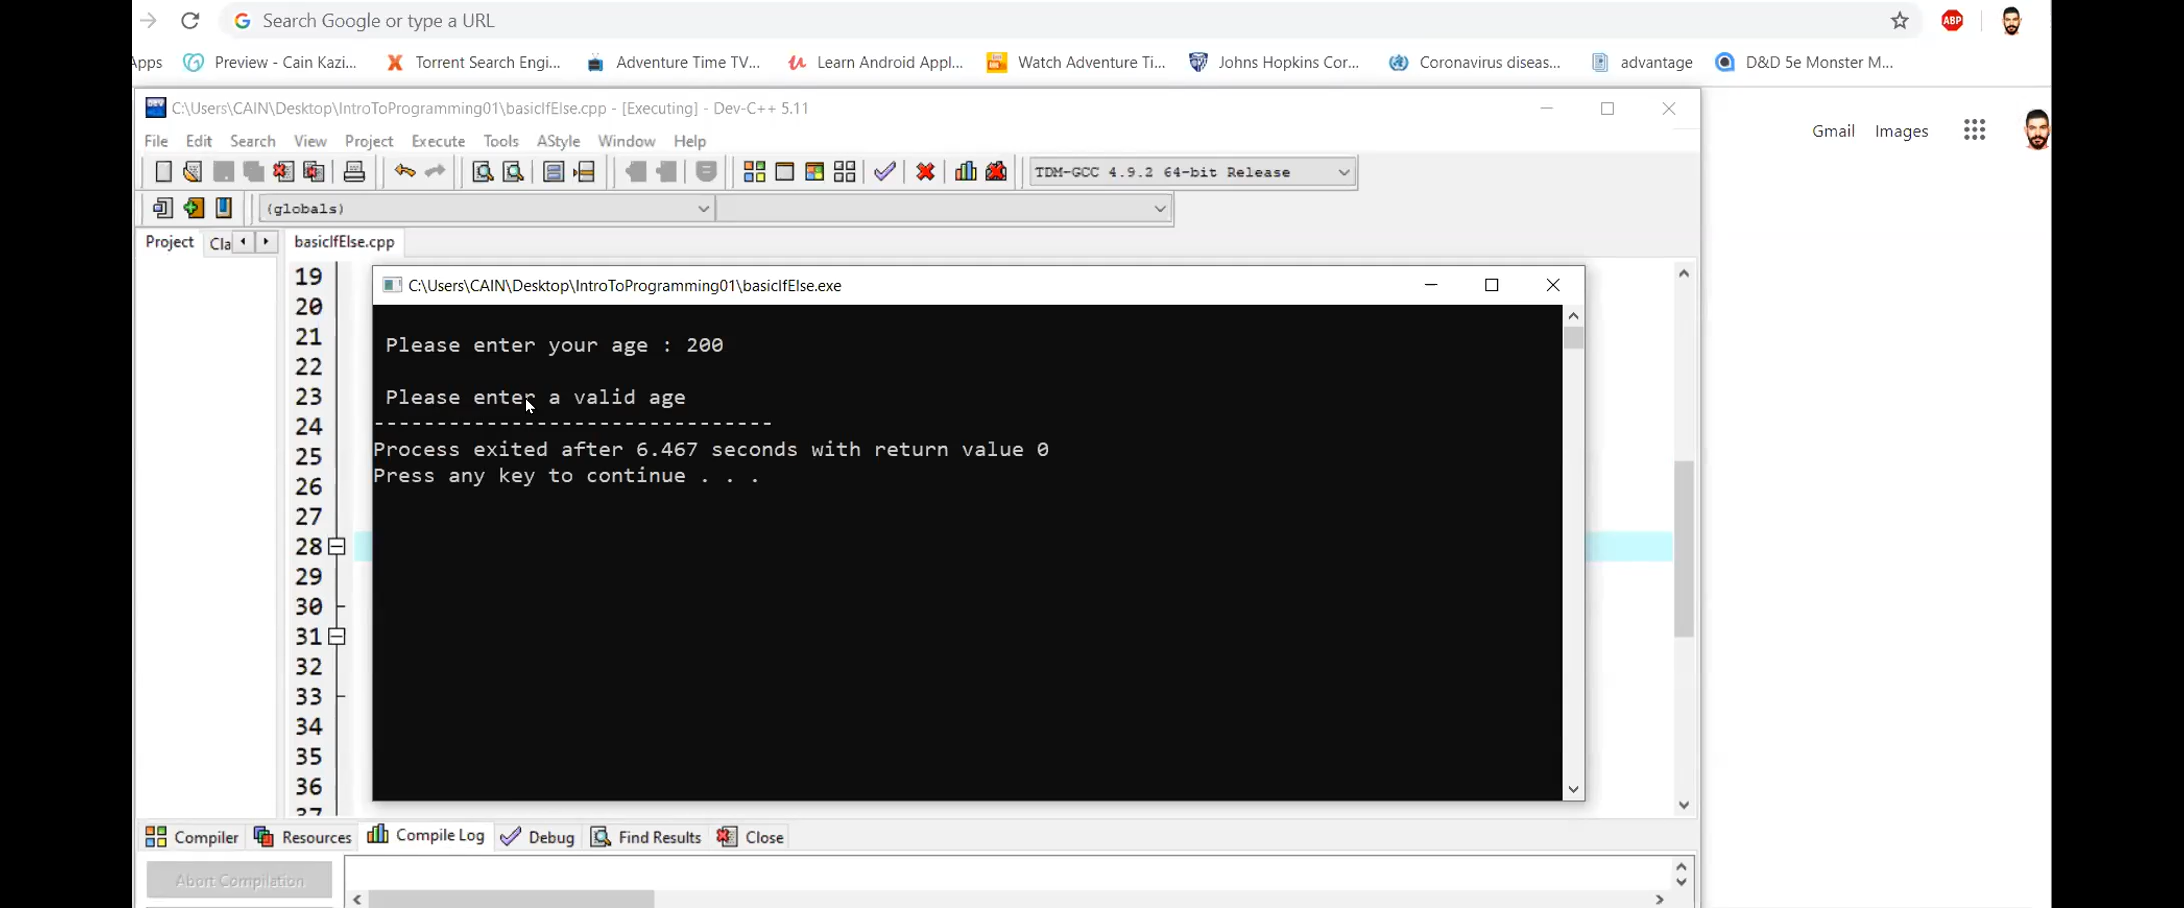 Search Google or type a URL
ABP
Apps Preview - Cain Kazi... Torrent Search Engi... Adventure Time TV... Learn Android Appl... Watch Adventure Ti... Johns Hopkins Cor... Coronavirus diseas... advantage D&D 5e Monster M...
DEV C:\Users\CAIN\Desktop\IntroToProgramming01\basicIfElse.cpp - [Executing] - Dev-C++ 5.11
Gmail Images
File Edit Search View Project Execute Tools AStyle Window Help
TDM-GCC 4.9.2 64-bit Release
(globals)
Project Cla basicIfElse.cpp
C:\Users\CAIN\Desktop\IntroToProgramming01\basicIfElse.exe
Please enter your age : 200
Please enter a valid age
--------------------------------
Process exited after 6.467 seconds with return value 0
Press any key to continue . . .
19
20
21
22
23
24
25
26
27
28
29
30
31
32
33
34
35
36
37
Compiler Resources Compile Log Debug Find Results Close
Abort Compilation